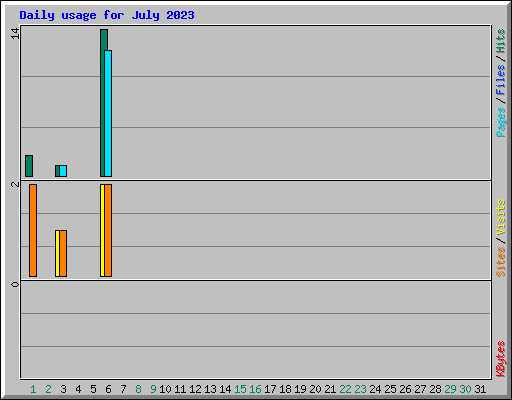 Daily usage for July 2023
14
Pages / Files / Hits
2
Sites / Visits
0
KBytes
1 2 3 4 5 6 7 8 9 10 11 12 13 14 15 16 17 18 19 20 21 22 23 24 25 26 27 28 29 30 31